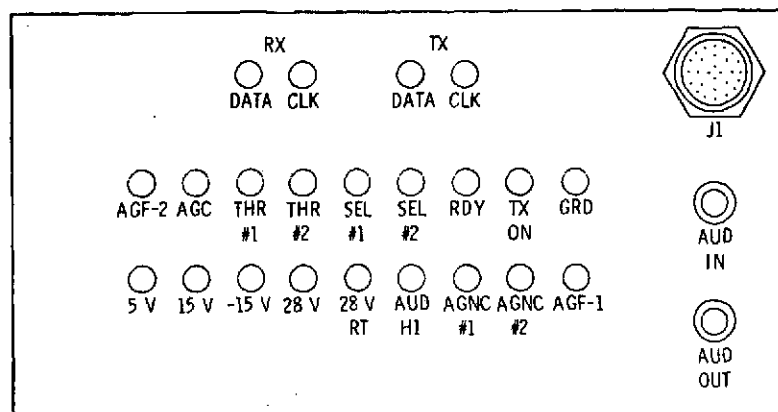 RX TX
DATA CLK DATA CLK
J1
AGF-2 AGC THR #1 THR #2 SEL #1 SEL #2 RDY TX ON GRD
AUD IN
5 V 15 V -15 V 28 V 28 V RT AUD H1 AGNC #1 AGNC #2 AGF-1
AUD OUT